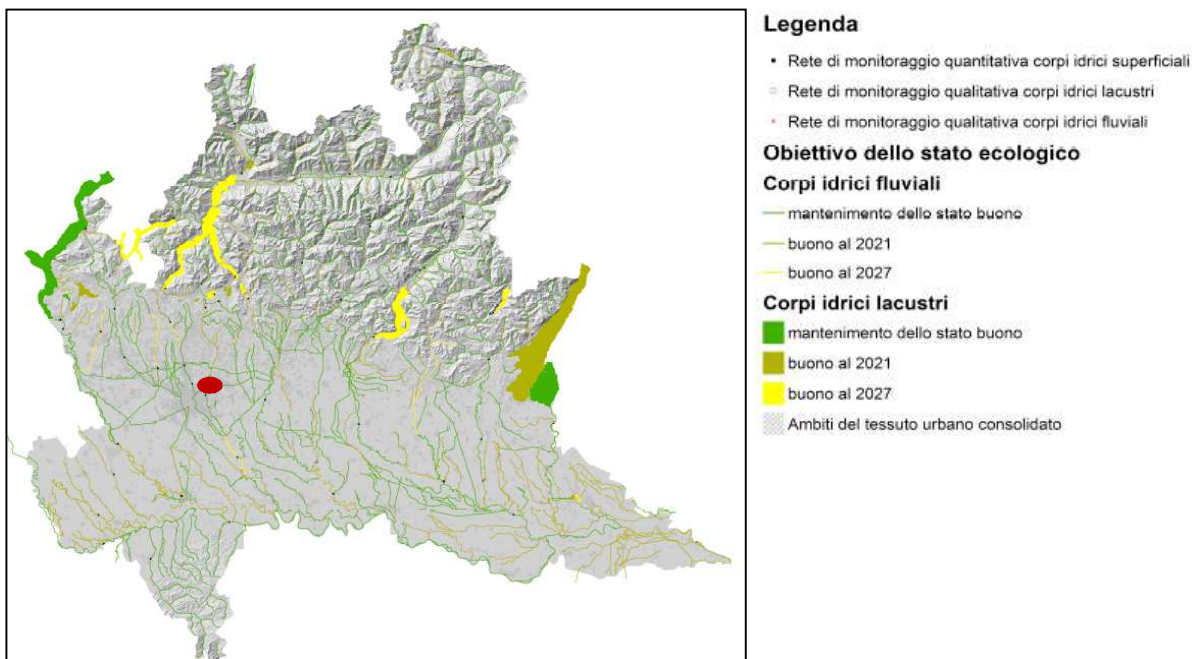 Legenda
Rete di monitoraggio quantitativa corpi idrici superficiali
Rete di monitoraggio qualitativa corpi idrici lacustri
Rete di monitoraggio qualitativa corpi idrici fluviali
Obiettivo dello stato ecologico
Corpi idrici fluviali
mantenimento dello stato buono
buono al 2021
buono al 2027
Corpi idrici lacustri
mantenimento dello stato buono
buono al 2021
buono al 2027
Ambiti del tessuto urbano consolidato